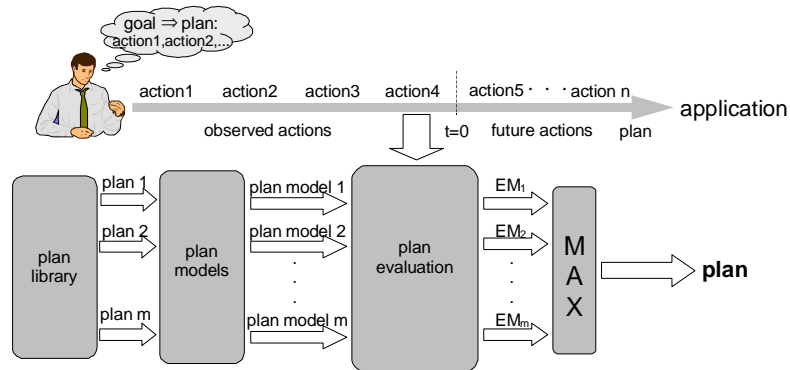 goal ⇒ plan:
action1,action2,...
action1 action2 action3 action4 action5 · · · action n
application
observed actions t=0 future actions plan
plan 1 plan model 1 EM₁
plan 2 plan model 2 EM₂
plan library
plan models
plan evaluation
M
A
X
plan
plan m plan model m EMₘ